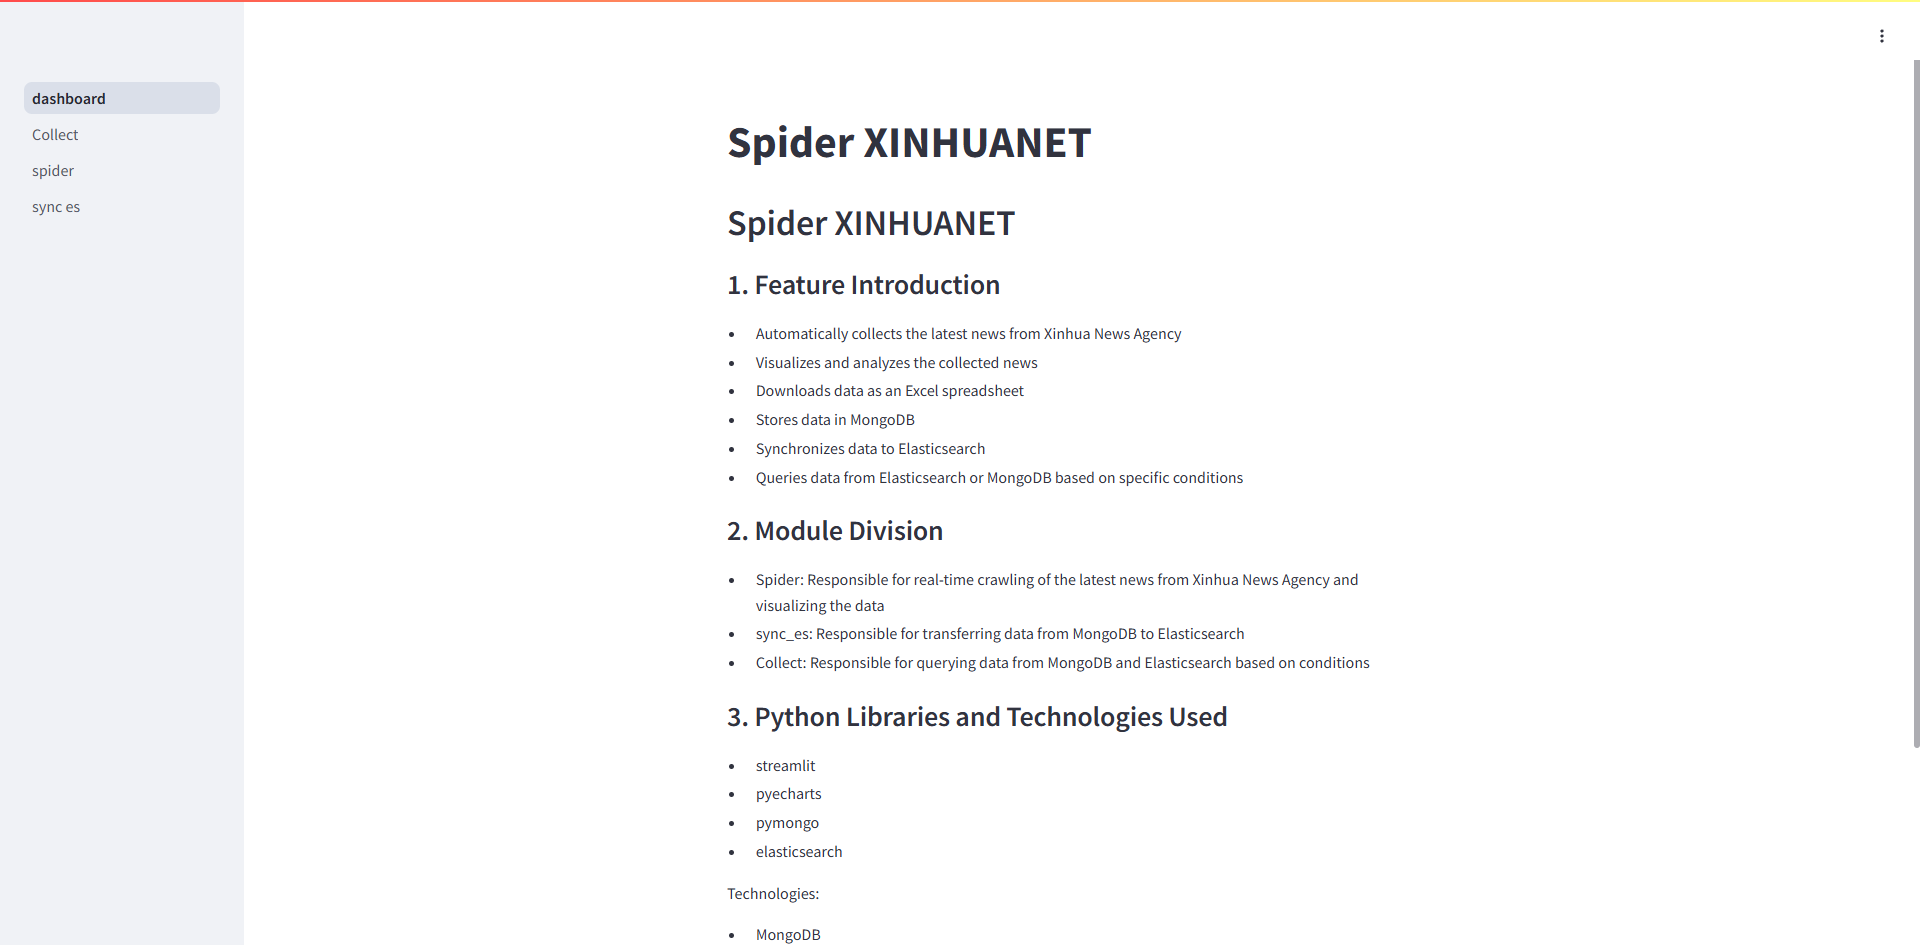 dashboard
Collect
spider
sync es
Spider XINHUANET
Spider XINHUANET
1. Feature Introduction
Automatically collects the latest news from Xinhua News Agency
Visualizes and analyzes the collected news
Downloads data as an Excel spreadsheet
Stores data in MongoDB
Synchronizes data to Elasticsearch
Queries data from Elasticsearch or MongoDB based on specific conditions
2. Module Division
Spider: Responsible for real-time crawling of the latest news from Xinhua News Agency and
visualizing the data
sync_es: Responsible for transferring data from MongoDB to Elasticsearch
Collect: Responsible for querying data from MongoDB and Elasticsearch based on conditions
3. Python Libraries and Technologies Used
streamlit
pyecharts
pymongo
elasticsearch
Technologies:
MongoDB